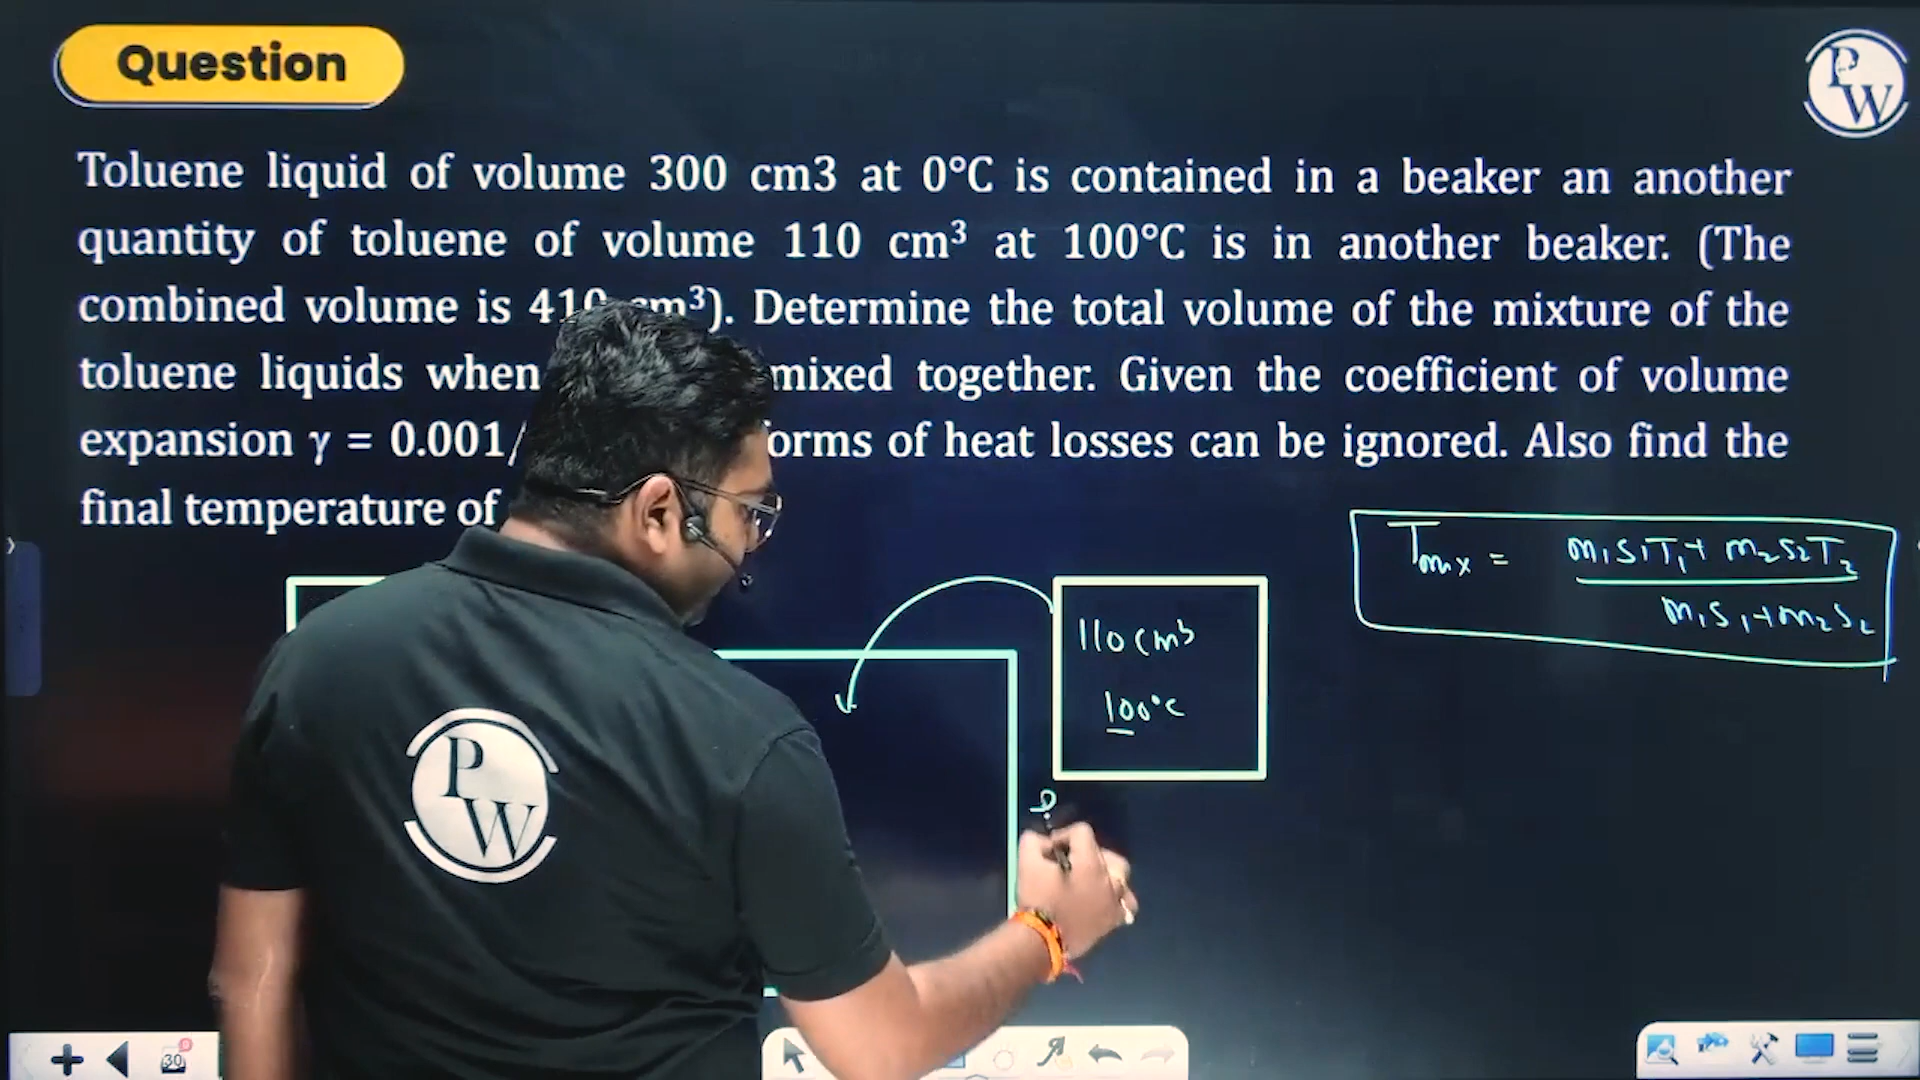 Question
PW
Toluene liquid of volume 300 cm3 at 0°C is contained in a beaker an another
quantity of toluene of volume 110 cm³ at 100°C is in another beaker. (The
combined volume is 410 cm³). Determine the total volume of the mixture of the
toluene liquids when mixed together. Given the coefficient of volume
expansion γ = 0.001/ orms of heat losses can be ignored. Also find the
final temperature of
Tmix = m₁s₁T₁ + m₂s₂T₂
m₁s₁ + m₂s₂
110 cm³
100°C
PW
30